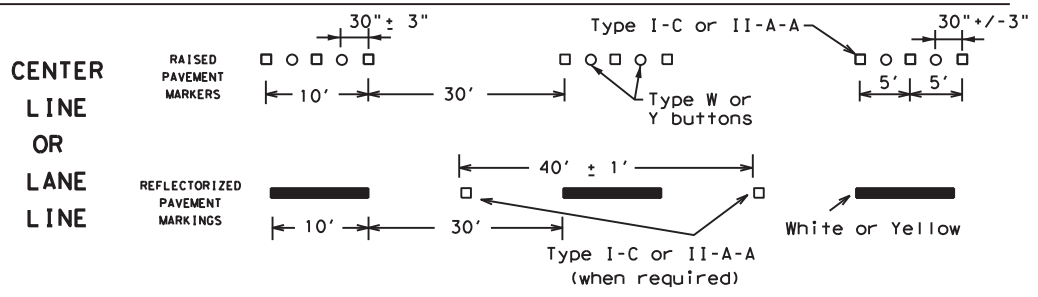 CENTER
LINE
OR
LANE
LINE
RAISED
PAVEMENT
MARKERS
30"± 3"
10'
30'
Type I-C or II-A-A
Type W or
Y buttons
30"+/-3"
5'
5'
REFLECTORIZED
PAVEMENT
MARKINGS
40' ± 1'
10'
30'
Type I-C or II-A-A
(when required)
White or Yellow